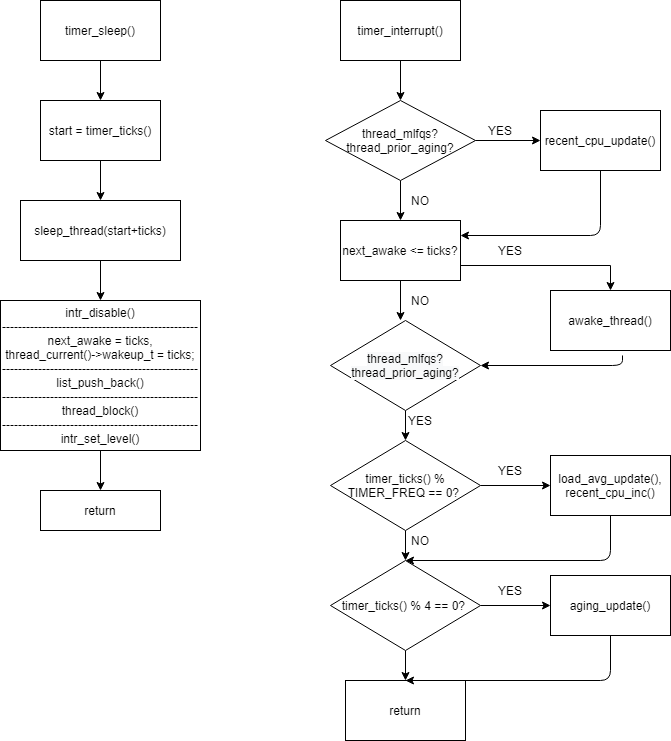 timer_sleep()
start = timer_ticks()
sleep_thread(start+ticks)
intr_disable()
next_awake = ticks,
thread_current()->wakeup_t = ticks;
list_push_back()
thread_block()
intr_set_level()
return
timer_interrupt()
thread_mlfqs?
thread_prior_aging?
YES
recent_cpu_update()
NO
next_awake <= ticks?
YES
awake_thread()
NO
thread_mlfqs?
thread_prior_aging?
YES
timer_ticks() %
TIMER_FREQ == 0?
YES
load_avg_update(),
recent_cpu_inc()
NO
timer_ticks() % 4 == 0?
YES
aging_update()
return